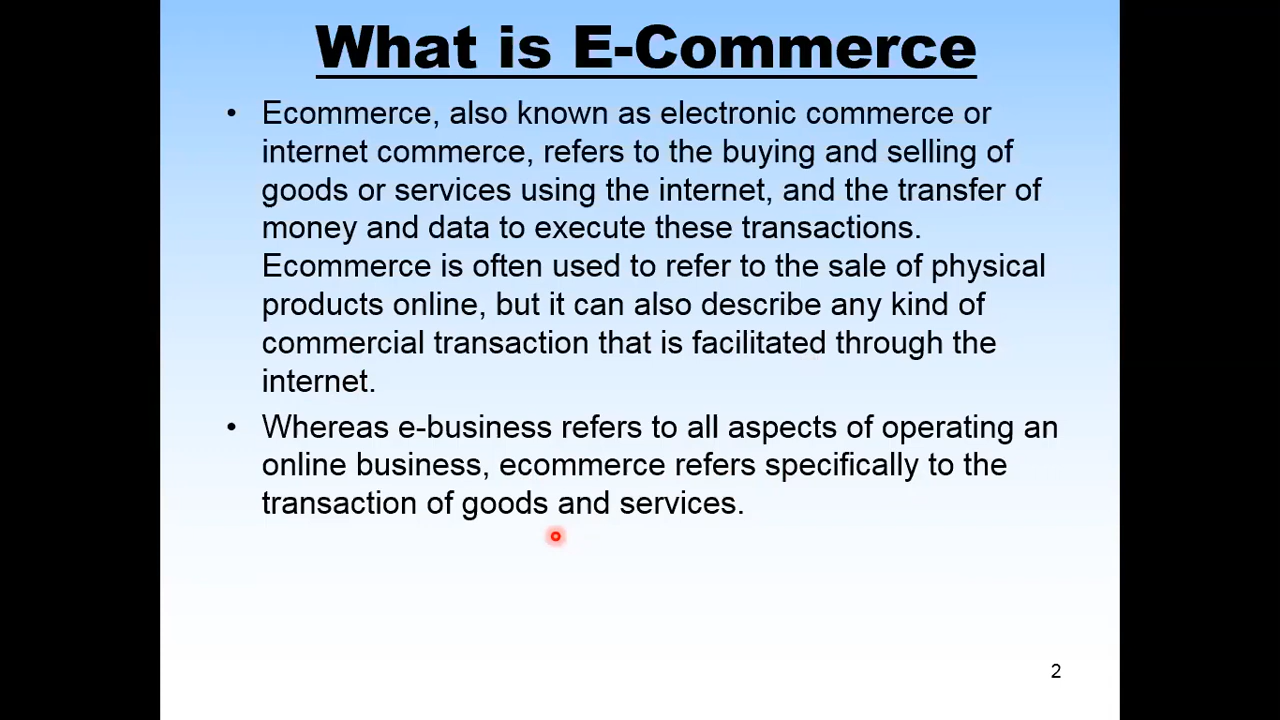 What is E-Commerce
• Ecommerce, also known as electronic commerce or
internet commerce, refers to the buying and selling of
goods or services using the internet, and the transfer of
money and data to execute these transactions.
Ecommerce is often used to refer to the sale of physical
products online, but it can also describe any kind of
commercial transaction that is facilitated through the
internet.
• Whereas e-business refers to all aspects of operating an
online business, ecommerce refers specifically to the
transaction of goods and services.
2